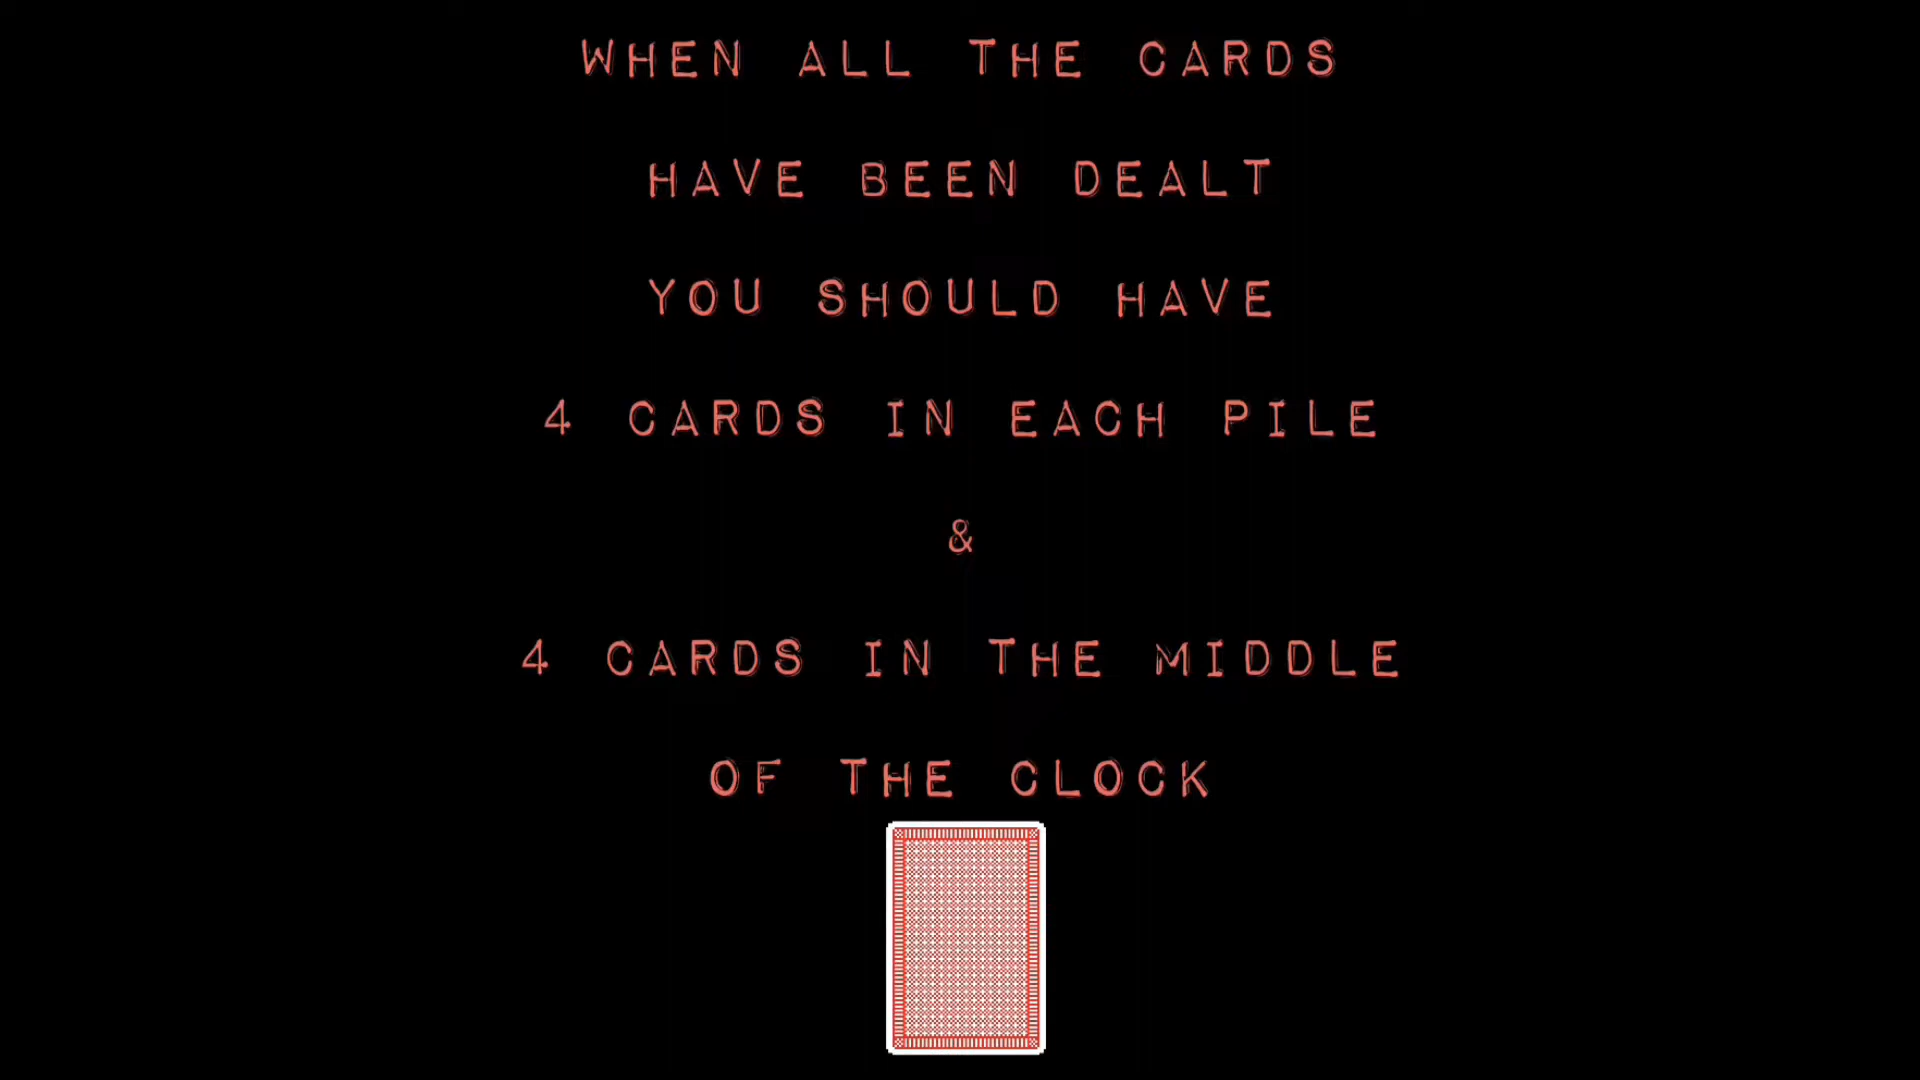 WHEN ALL THE CARDS
HAVE BEEN DEALT
YOU SHOULD HAVE
4 CARDS IN EACH PILE
&
4 CARDS IN THE MIDDLE
OF THE CLOCK